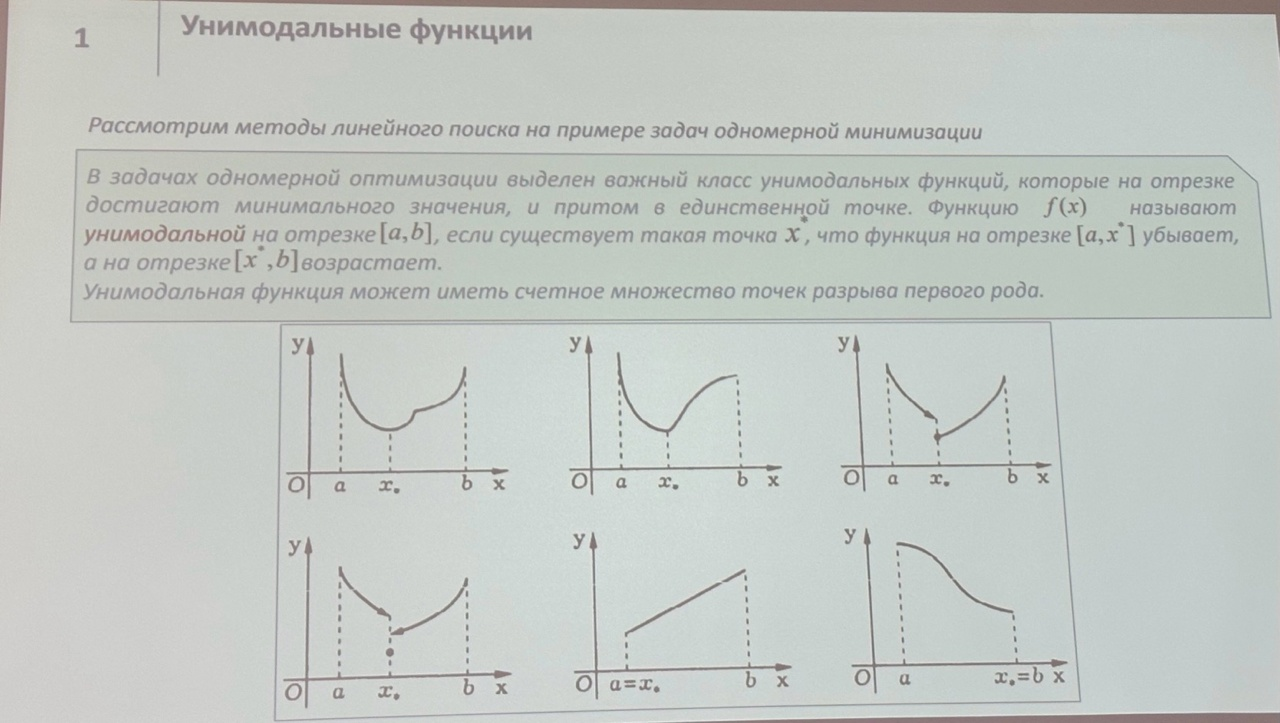 1
Унимодальные функции
Рассмотрим методы линейного поиска на примере задач одномерной минимизации
В задачах одномерной оптимизации выделен важный класс унимодальных функций, которые на отрезке
достигают минимального значения, и притом в единственной точке. Функцию f(x) называют
унимодальной на отрезке [a,b], если существует такая точка x*, что функция на отрезке [a,x*] убывает,
а на отрезке [x*,b] возрастает.
Унимодальная функция может иметь счетное множество точек разрыва первого рода.
y
O a x* b x
y
O a x* b x
y
O a x* b x
y
O a x* b x
y
O a=x* b x
y
O a x*=b x